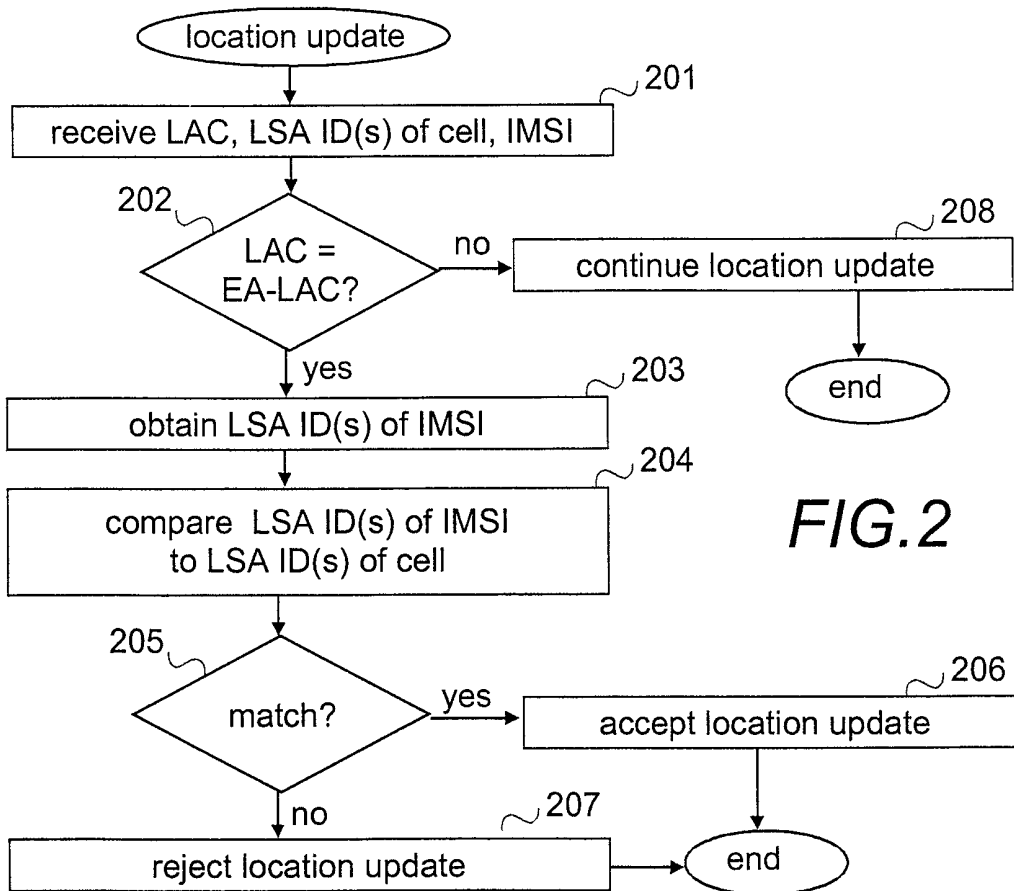 location update
201
receive LAC, LSA ID(s) of cell, IMSI
202
LAC =
EA-LAC?
no
208
continue location update
yes
end
203
obtain LSA ID(s) of IMSI
204
compare LSA ID(s) of IMSI
to LSA ID(s) of cell
FIG.2
205
match?
yes
206
accept location update
no
207
reject location update
end